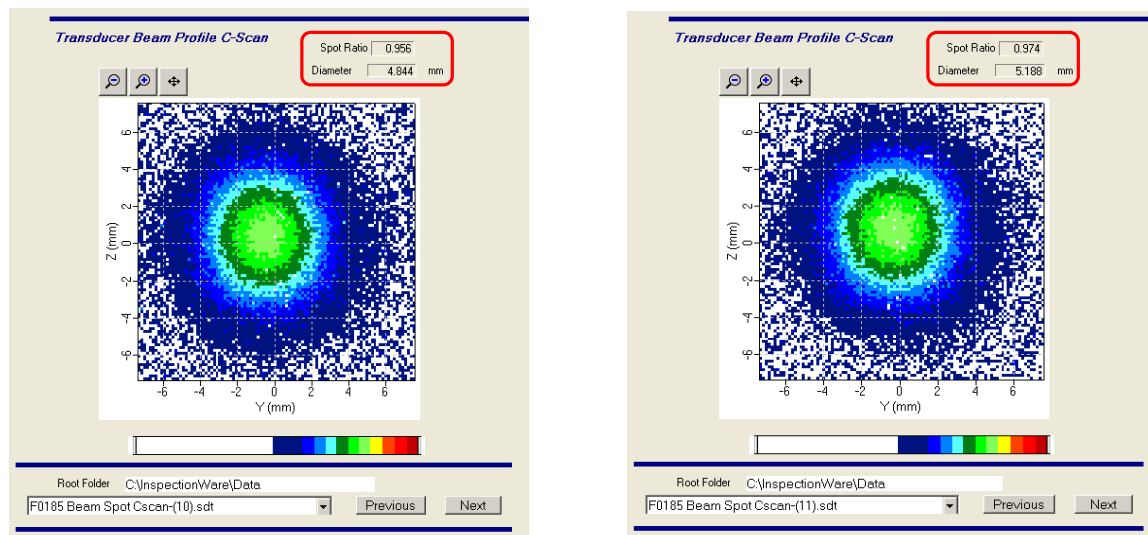 Transducer Beam Profile C-Scan
Spot Ratio 0.956
Diameter 4.844 mm
Z (mm)
6
4
2
0
-2
-4
-6
-6 -4 -2 0 2 4 6
Y (mm)
Root Folder C:\InspectionWare\Data
F0185 Beam Spot Cscan-(10).sdt Previous Next
Transducer Beam Profile C-Scan
Spot Ratio 0.974
Diameter 5.188 mm
Z (mm)
6
4
2
0
-2
-4
-6
-6 -4 -2 0 2 4 6
Y (mm)
Root Folder C:\InspectionWare\Data
F0185 Beam Spot Cscan-(11).sdt Previous Next